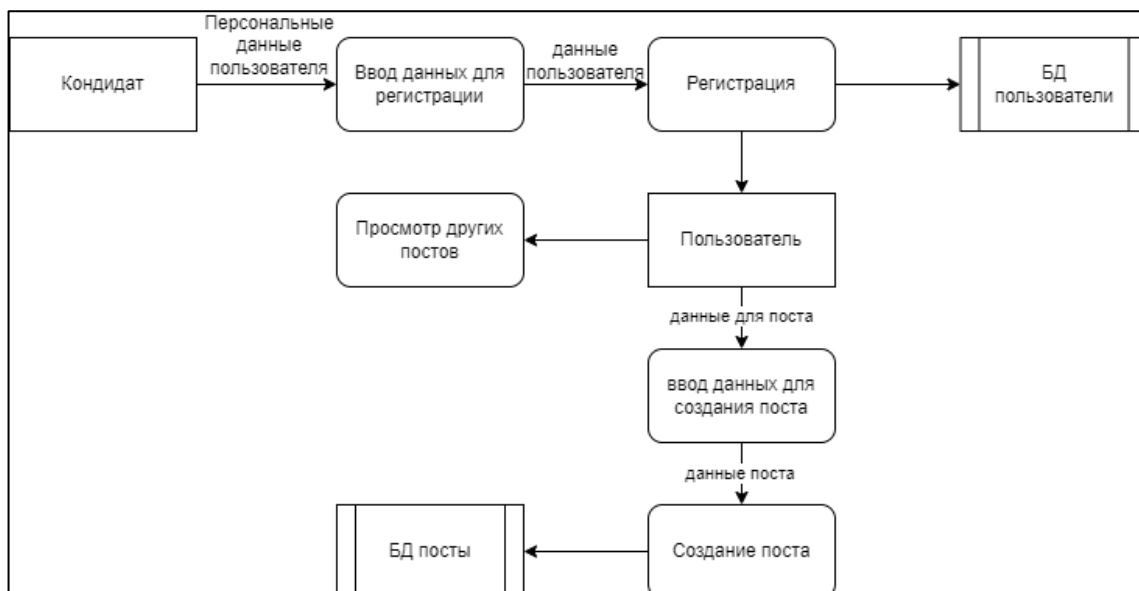 Персональные
данные
пользователя
данные
пользователя
Кондидат
Ввод данных для
регистрации
Регистрация
БД
пользователи
Просмотр других
постов
Пользователь
данные для поста
ввод данных для
создания поста
данные поста
БД посты
Создание поста